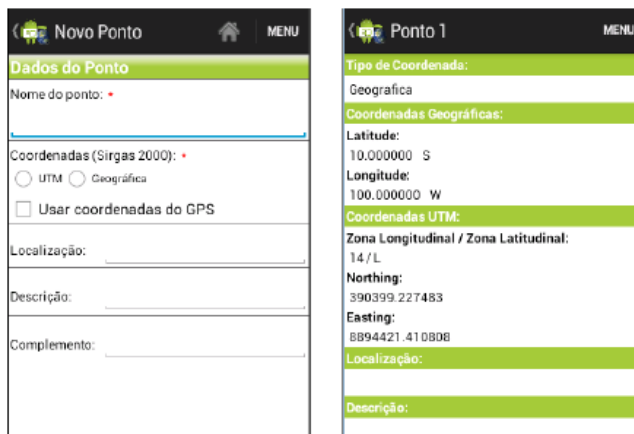 Novo Ponto
MENU
Dados do Ponto
Nome do ponto: *
Coordenadas (Sirgas 2000): *
UTM
Geográfica
Usar coordenadas do GPS
Localização:
Descrição:
Complemento:
Ponto 1
MENU
Tipo de Coordenada:
Geografica
Coordenadas Geográficas:
Latitude:
10.000000 S
Longitude:
100.000000 W
Coordenadas UTM:
Zona Longitudinal / Zona Latitudinal:
14/L
Northing:
390399.227483
Easting:
8894421.410808
Localização:
Descrição: